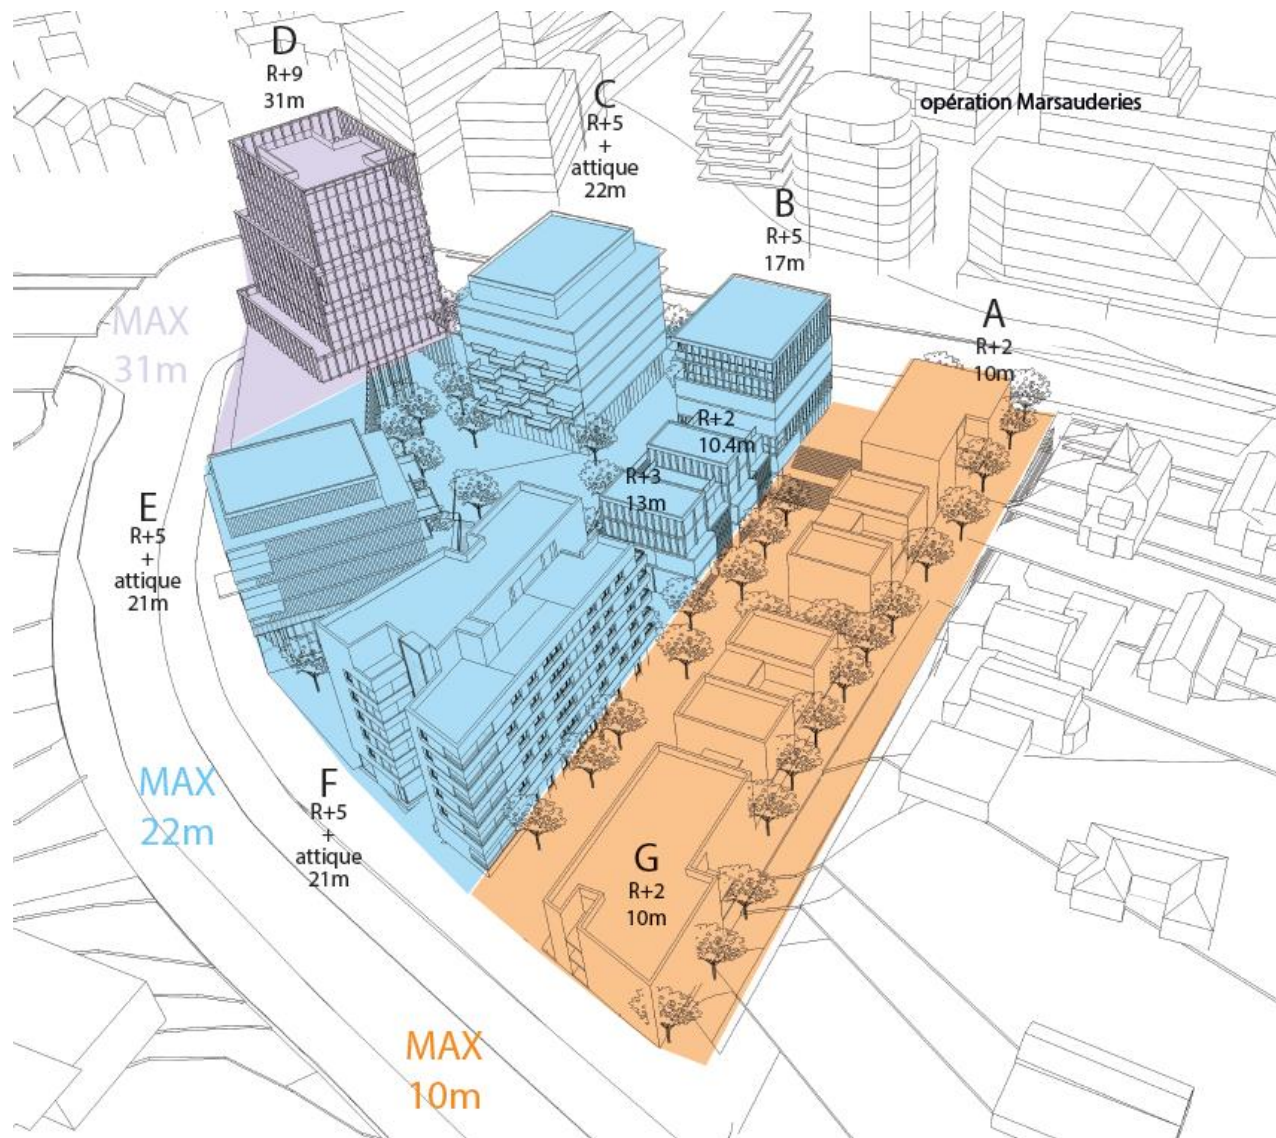 D
R+9
31m
C
R+5
+
attique
22m
opération Marsauderies
B
R+5
17m
A
R+2
10m
MAX
31m
R+2
10.4m
R+3
13m
E
R+5
+
attique
21m
MAX
22m
F
R+5
+
attique
21m
G
R+2
10m
MAX
10m